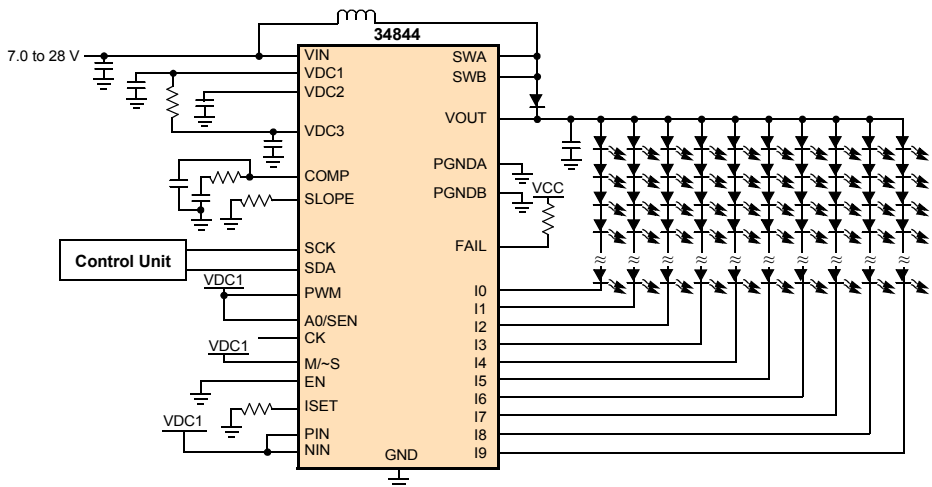 34844
7.0 to 28 V
VIN
VDC1
VDC2
VDC3
COMP
SLOPE
SCK
SDA
PWM
A0/SEN
CK
M/~S
EN
ISET
PIN
NIN
GND
SWA
SWB
VOUT
PGNDA
PGNDB
FAIL
I0
I1
I2
I3
I4
I5
I6
I7
I8
I9
VCC
Control Unit
VDC1
VDC1
VDC1